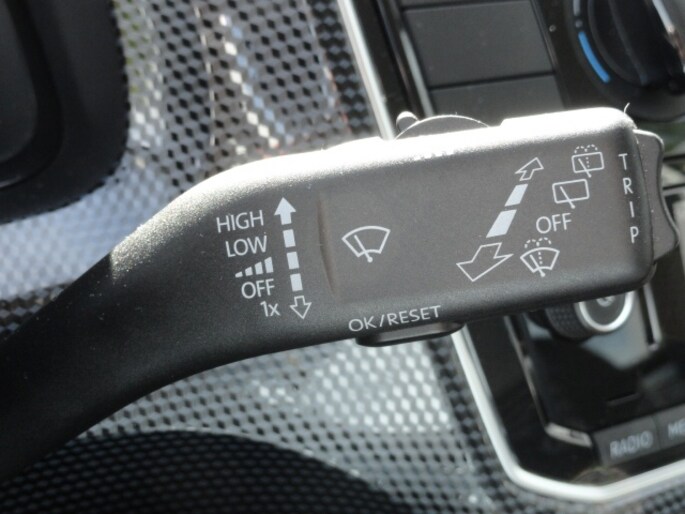 HIGH
LOW
OFF
1x
OFF
TRIP
OK/RESET
RADIO